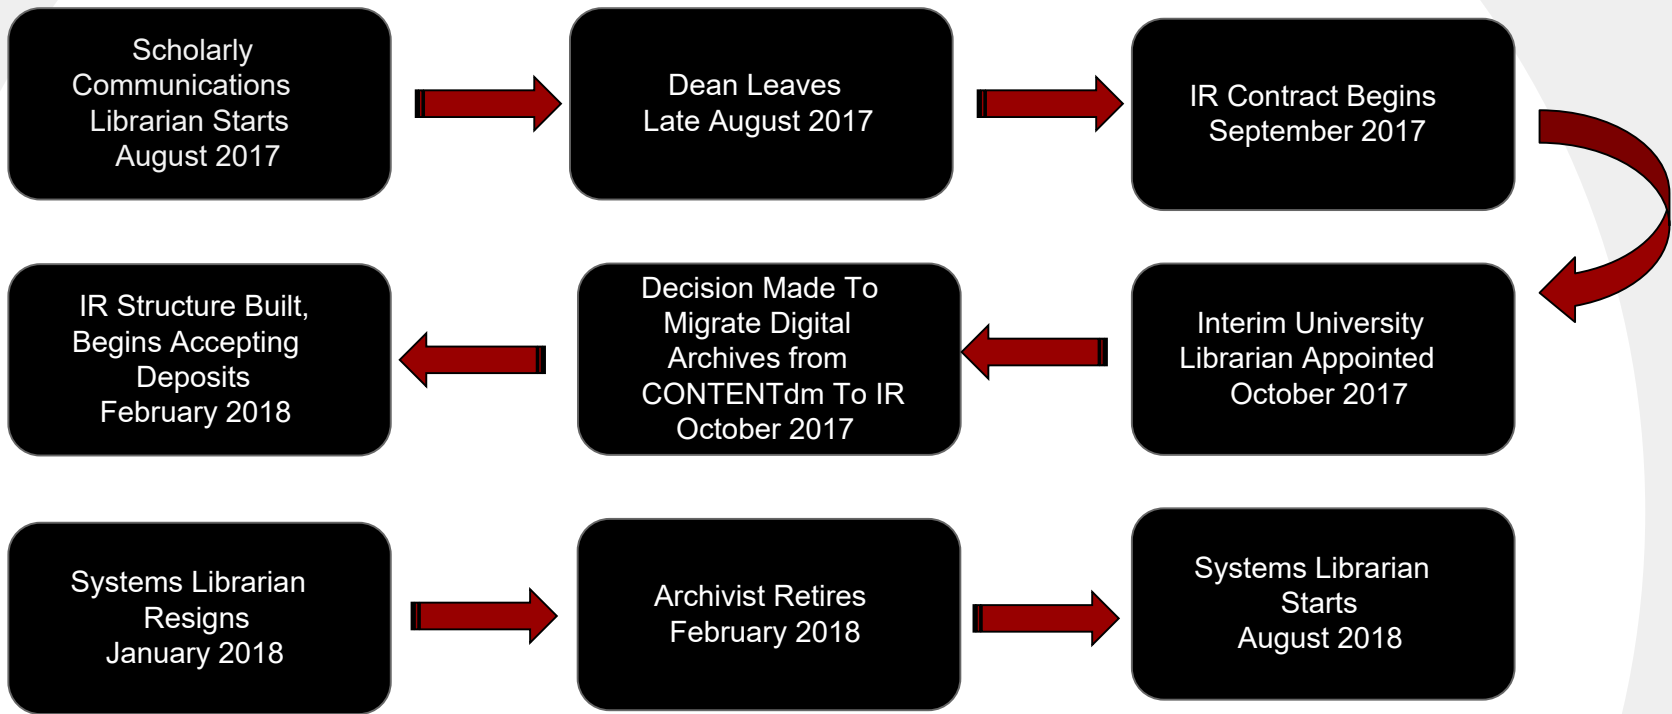 Scholarly
Communications
Librarian Starts
August 2017
Dean Leaves
Late August 2017
IR Contract Begins
September 2017
Interim University
Librarian Appointed
October 2017
Decision Made To
Migrate Digital
Archives from
CONTENTdm To IR
October 2017
IR Structure Built,
Begins Accepting
Deposits
February 2018
Systems Librarian
Resigns
January 2018
Archivist Retires
February 2018
Systems Librarian
Starts
August 2018